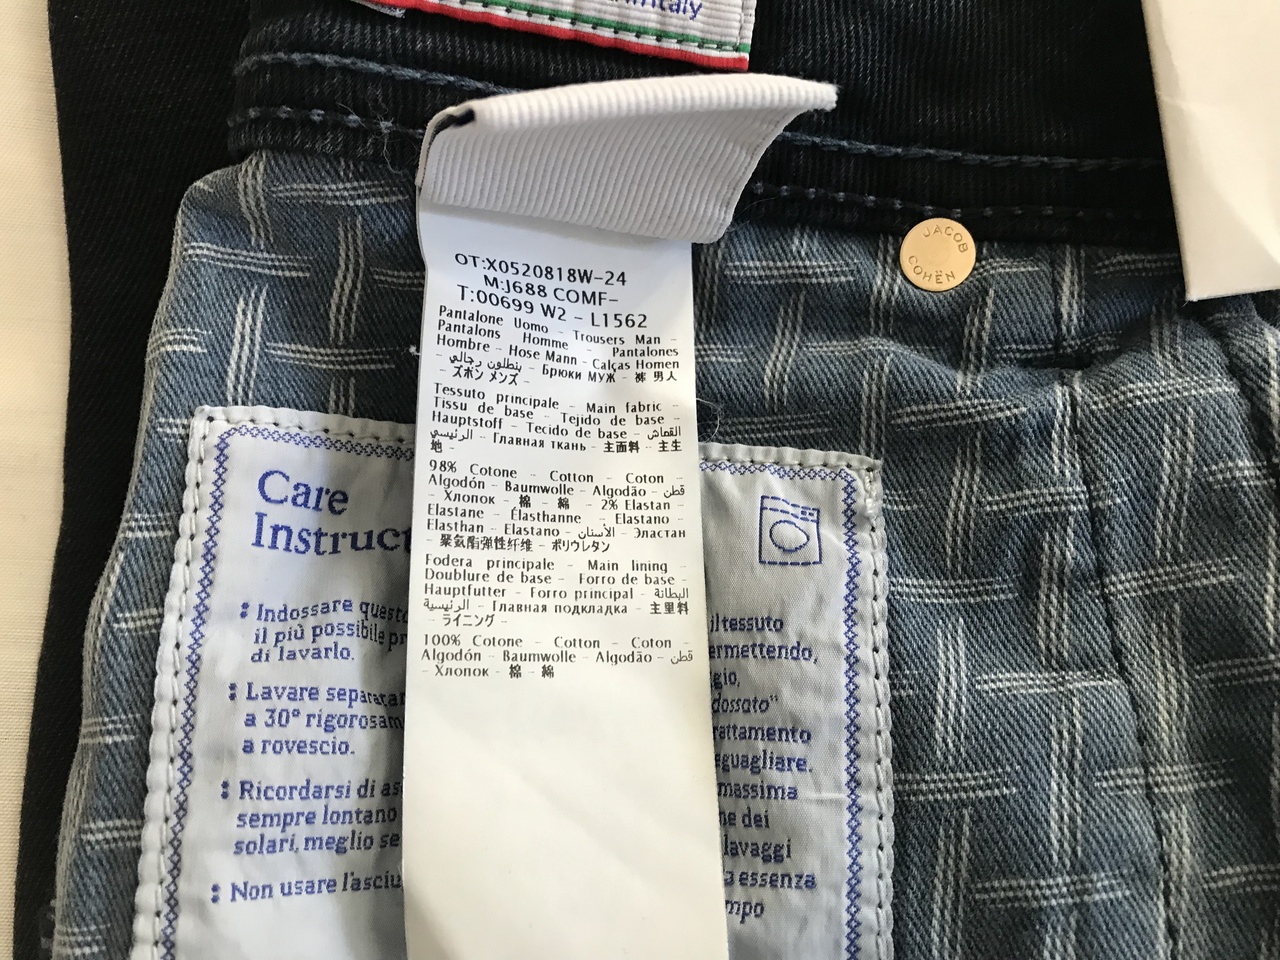 Italy
JACOB
COHËN
OT:X0520818W-24
M:J688 COMF-
T:00699 W2 - L1562
Pantalone Uomo - Trousers Man -
Pantalons Homme - Pantalones
Hombre - Hose Mann - Calças Homen
- بنطلون رجالي - Брюки МУЖ - 裤 男人
- ズボン メンズ -
Tessuto principale - Main fabric -
Tissu de base - Tejido de base -
Hauptstoff - Tecido de base - القماش
الرئيسي - Главная ткань - 主面料 - 主生
地 -
98% Cotone - Cotton - Coton -
Algodón - Baumwolle - Algodão - قطن
- Хлопок - 棉 - 綿 - 2% Elastan -
Elastane - Élasthanne - Elastano -
Elasthan - Elastano - الأستان - Эластан
- 聚氨酯弹性纤维 - ポリウレタン
Fodera principale - Main lining -
Doublure de base - Forro de base -
Hauptfutter - Forro principal - البطانة
الرئيسية - Главная подкладка - 主里料
- ライニング -
100% Cotone - Cotton - Coton -
Algodón - Baumwolle - Algodão - قطن
- Хлопок - 棉 - 綿
Care
Instruct
: Indossare questo
il più possibile pr
di lavarlo.
: Lavare separatam
a 30° rigorosam
a rovescio.
: Ricordarsi di as
sempre lontano
solari, meglio se
: Non usare l'asciu
il tessuto
ermettendo,
gio,
dossato"
rattamento
eguagliare.
massima
ne dei
lavaggi
a essenza
mpo